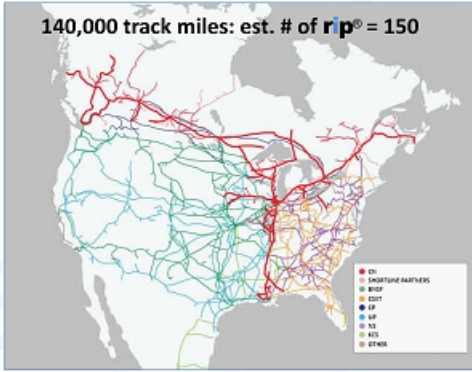 140,000 track miles: est. # of rip® = 150
CN
SHORTLINE PARTNERS
BNSF
CSXT
CP
UP
NS
KCS
OTHER